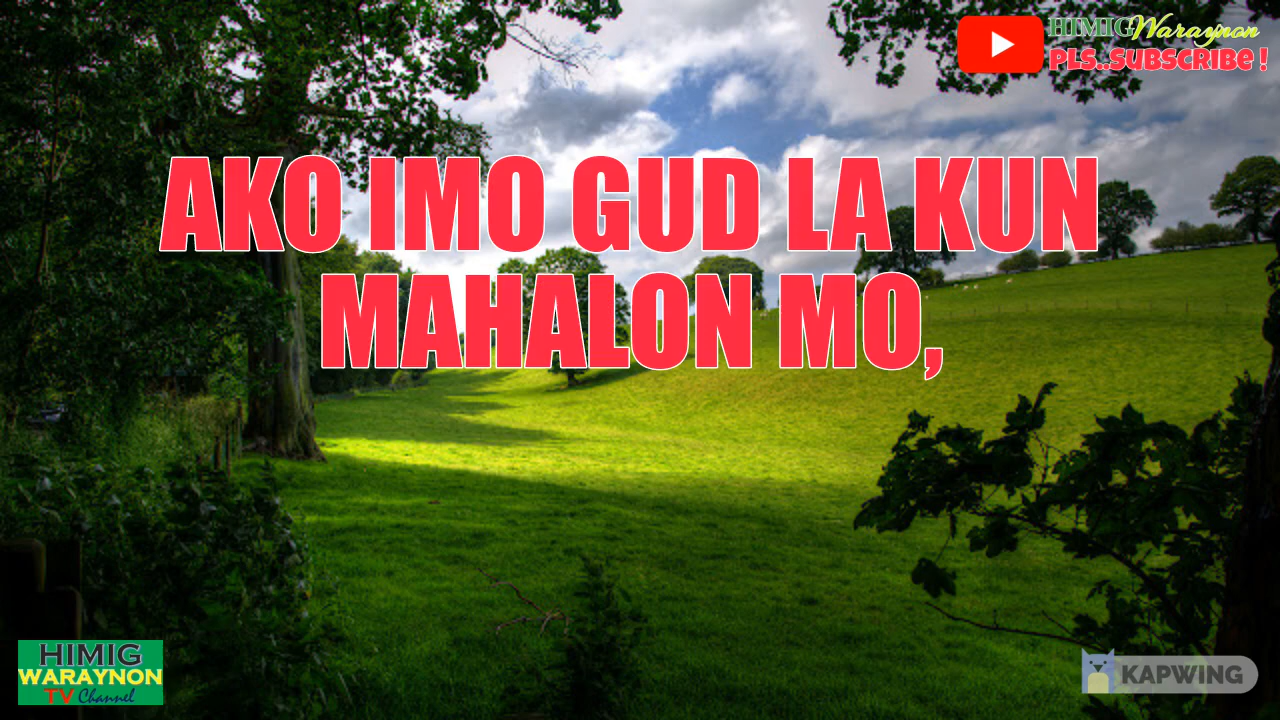 HIMIGWaraynon
PLS..SUBSCRIBE !
AKO IMO GUD LA KUN
MAHALON MO,
HIMIG
WARAYNON
TV Channel
KAPWING